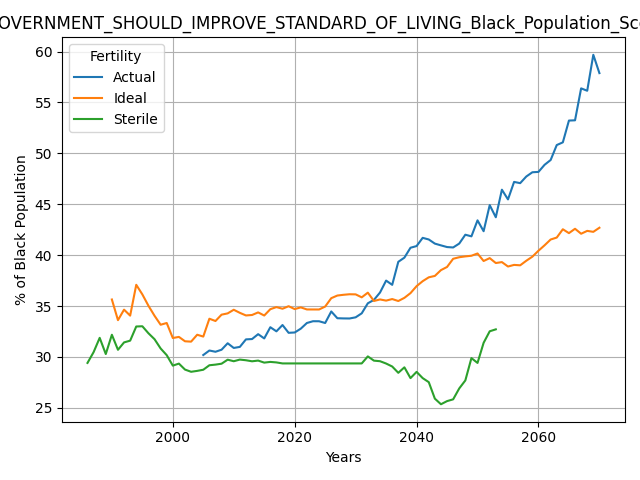 OVERNMENT_SHOULD_IMPROVE_STANDARD_OF_LIVING_Black_Population_Sc
Fertility
Actual
Ideal
Sterile
% of Black Population
60
55
50
45
40
35
30
25
2000
2020
2040
2060
Years